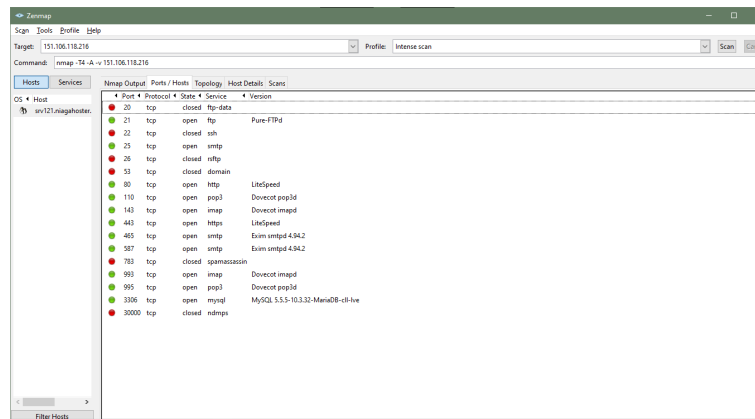 Zenmap
Scan Tools Profile Help
Target: 151.106.118.216 Profile: Intense scan Scan
Command: nmap -T4 -A -v 151.106.118.216
Hosts Services Nmap Output Ports / Hosts Topology Host Details Scans
OS Host Port Protocol State Service Version
srv121.niagahoster.
20 tcp closed ftp-data
21 tcp open ftp Pure-FTPd
22 tcp closed ssh
25 tcp open smtp
26 tcp closed rsftp
53 tcp closed domain
80 tcp open http LiteSpeed
110 tcp open pop3 Dovecot pop3d
143 tcp open imap Dovecot imapd
443 tcp open https LiteSpeed
465 tcp open smtp Exim smtpd 4.94.2
587 tcp open smtp Exim smtpd 4.94.2
783 tcp closed spamassassin
993 tcp open imap Dovecot imapd
995 tcp open pop3 Dovecot pop3d
3306 tcp open mysql MySQL 5.5.5-10.3.32-MariaDB-cll-lve
30000 tcp closed ndmps
Filter Hosts